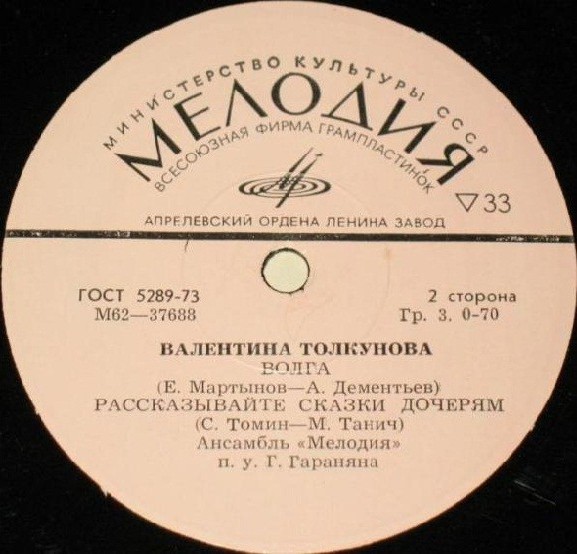 МИНИСТЕРСТВО КУЛЬТУРЫ СССР
МЕЛОДИЯ
ВСЕСОЮЗНАЯ ФИРМА ГРАМПЛАСТИНОК
33
АПРЕЛЕВСКИЙ ОРДЕНА ЛЕНИНА ЗАВОД
ГОСТ 5289-73
2 сторона
М62—37688
Гр. 3. 0-70
ВАЛЕНТИНА ТОЛКУНОВА
ВОЛГА
(Е. Мартынов—А. Дементьев)
РАССКАЗЫВАЙТЕ СКАЗКИ ДОЧЕРЯМ
(С. Томин—М. Танич)
Ансамбль «Мелодия»
п. у. Г. Гараняна